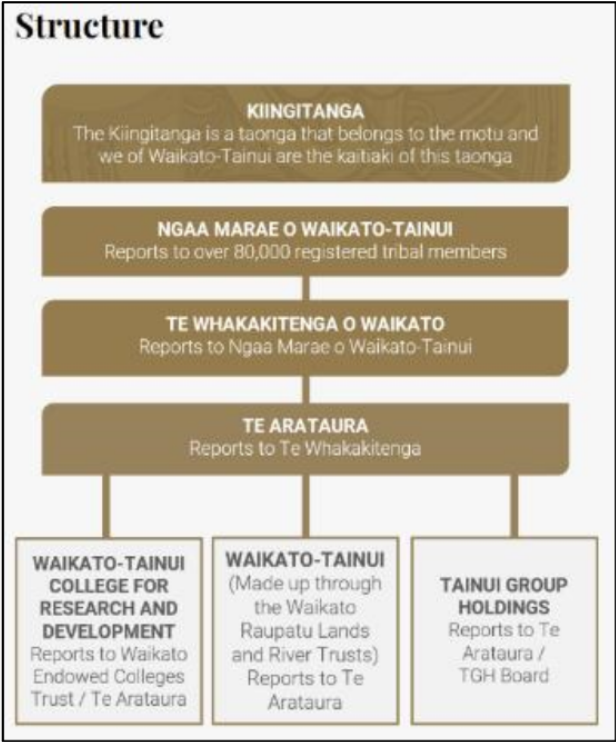 Structure
KIINGITANGA
The Kiingitanga is a taonga that belongs to the motu and
we of Waikato-Tainui are the kaitiaki of this taonga
NGAA MARAE O WAIKATO-TAINUI
Reports to over 80,000 registered tribal members
TE WHAKAKITENGA O WAIKATO
Reports to Ngaa Marae o Waikato-Tainui
TE ARATAURA
Reports to Te Whakakitenga
WAIKATO-TAINUI
COLLEGE FOR
RESEARCH AND
DEVELOPMENT
Reports to Waikato
Endowed Colleges
Trust / Te Arataura
WAIKATO-TAINUI
(Made up through
the Waikato
Raupatu Lands
and River Trusts)
Reports to Te
Arataura
TAINUI GROUP
HOLDINGS
Reports to Te
Arataura /
TGH Board